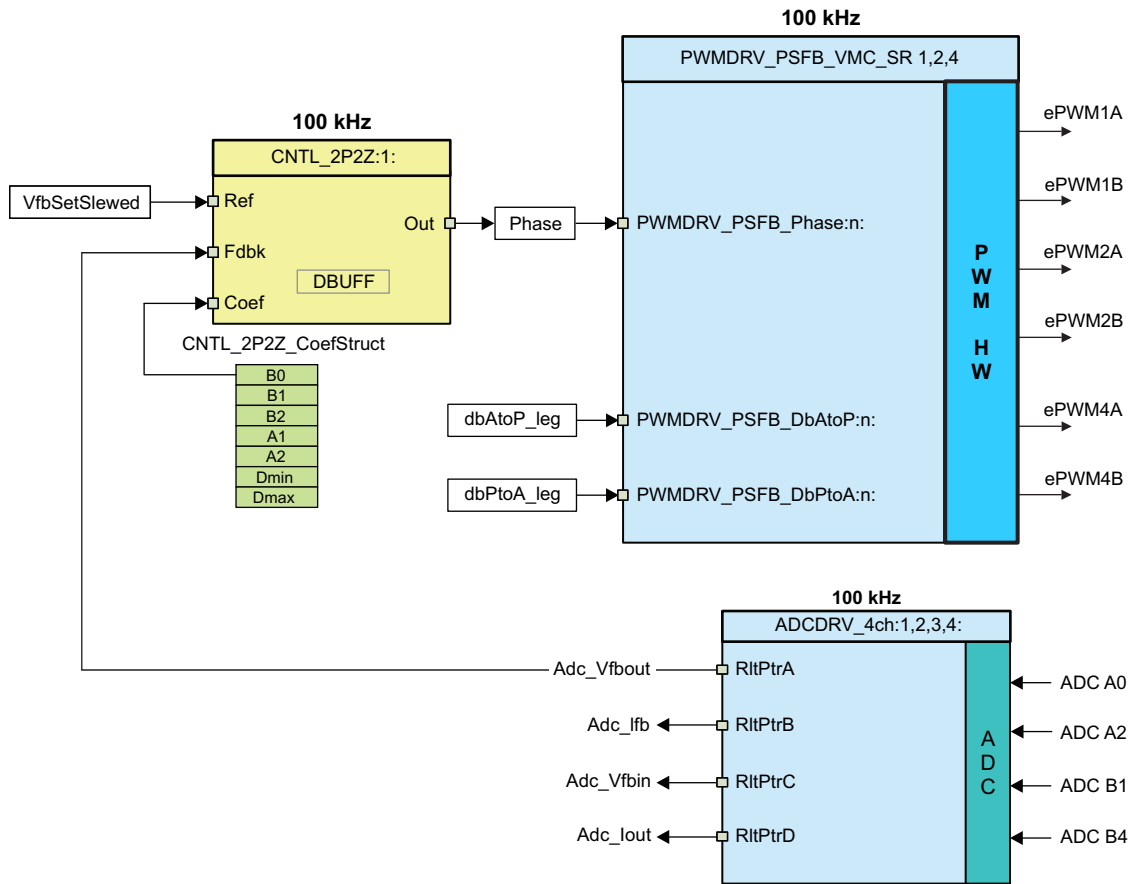 100 kHz
PWMDRV_PSFB_VMC_SR 1,2,4
100 kHz
CNTL_2P2Z:1:
VfbSetSlewed
Ref
Fdbk
Coef
Out
DBUFF
Phase
PWMDRV_PSFB_Phase:n:
CNTL_2P2Z_CoefStruct
B0
B1
B2
A1
A2
Dmin
Dmax
dbAtoP_leg
PWMDRV_PSFB_DbAtoP:n:
dbPtoA_leg
PWMDRV_PSFB_DbPtoA:n:
P
W
M
H
W
ePWM1A
ePWM1B
ePWM2A
ePWM2B
ePWM4A
ePWM4B
100 kHz
ADCDRV_4ch:1,2,3,4:
Adc_Vfbout
RltPtrA
Adc_Ifb
RltPtrB
Adc_Vfbin
RltPtrC
Adc_Iout
RltPtrD
A
D
C
ADC A0
ADC A2
ADC B1
ADC B4